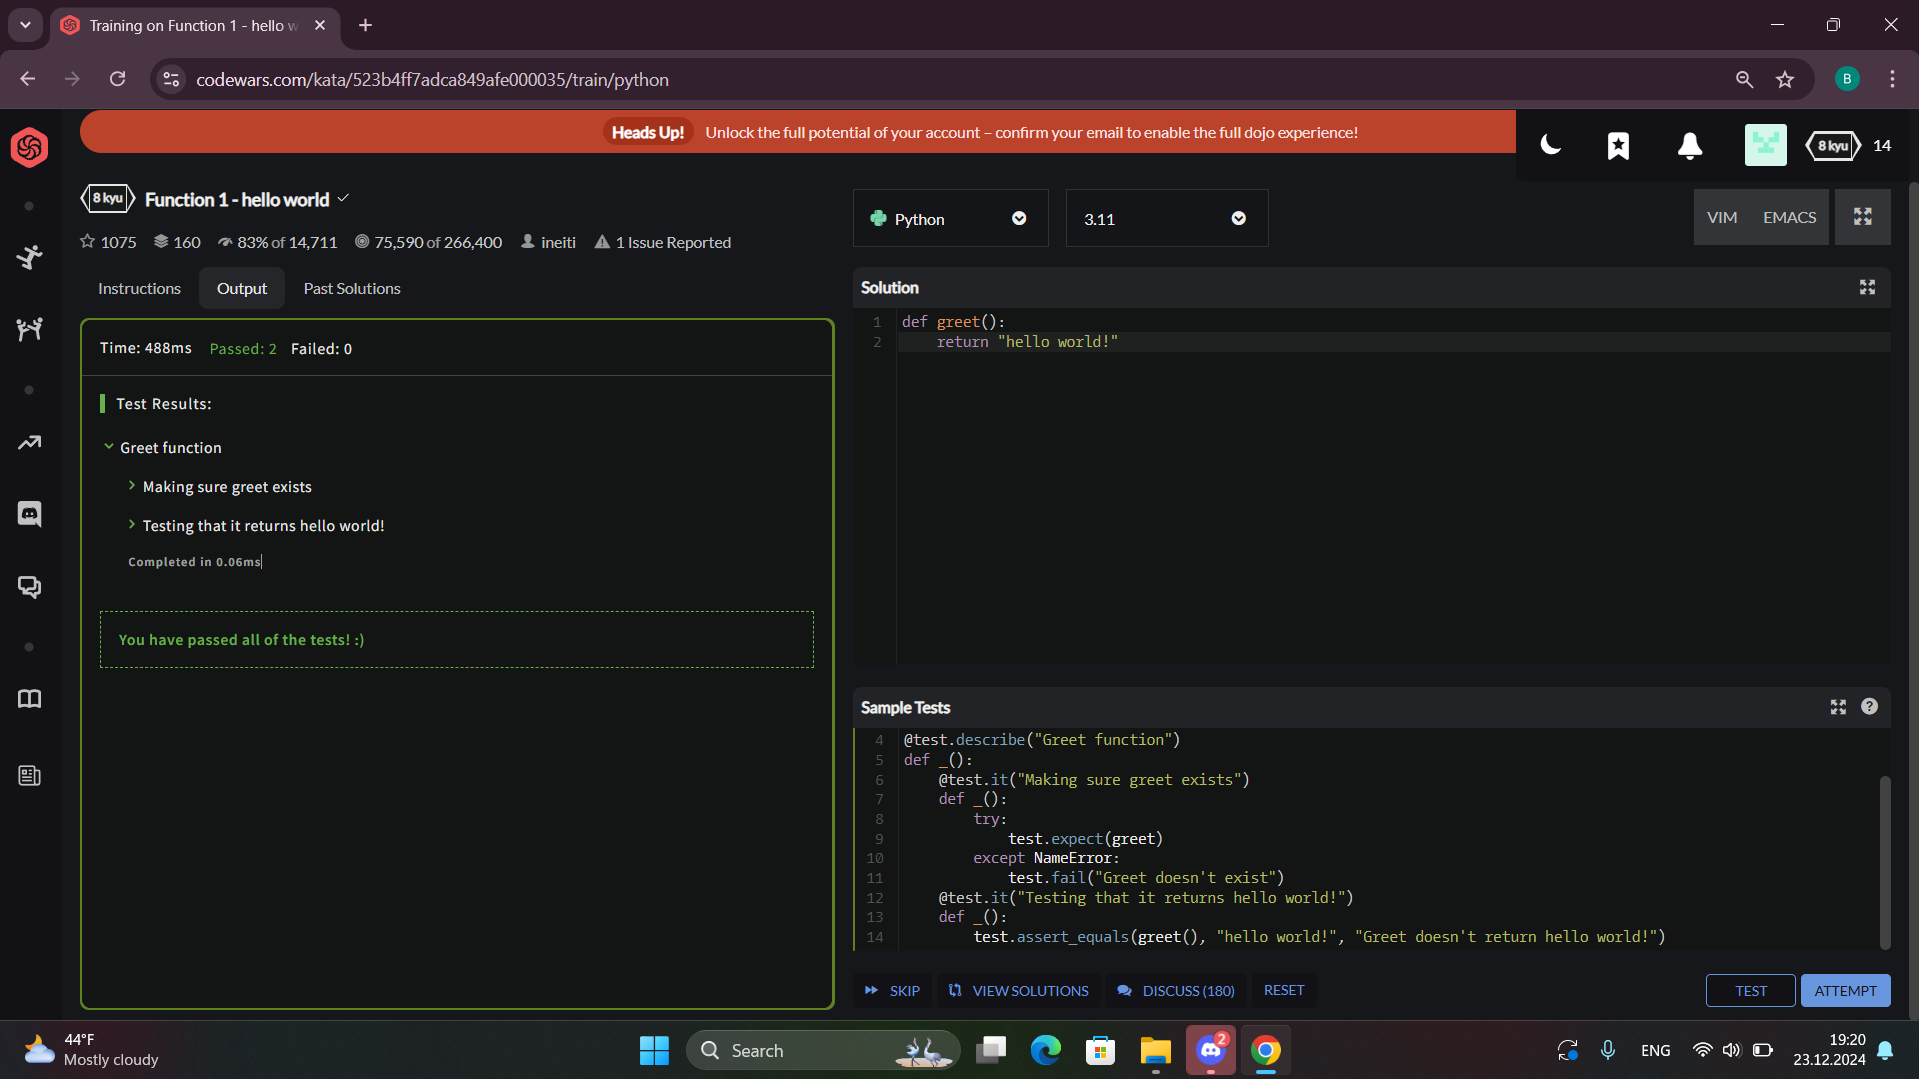 Training on Function 1 - hello w
codewars.com/kata/523b4ff7adca849afe000035/train/python
B
Heads Up! Unlock the full potential of your account – confirm your email to enable the full dojo experience!
8 kyu 14
8 kyu Function 1 - hello world
1075 160 83% of 14,711 75,590 of 266,400 ineiti 1 Issue Reported
Python 3.11 VIM EMACS
Instructions Output Past Solutions
Time: 488ms Passed: 2 Failed: 0
Test Results:
Greet function
Making sure greet exists
Testing that it returns hello world!
Completed in 0.06ms
You have passed all of the tests! :)
Solution
1 def greet():
2 return "hello world!"
Sample Tests
4 @test.describe("Greet function")
5 def _():
6 @test.it("Making sure greet exists")
7 def _():
8 try:
9 test.expect(greet)
10 except NameError:
11 test.fail("Greet doesn't exist")
12 @test.it("Testing that it returns hello world!")
13 def _():
14 test.assert_equals(greet(), "hello world!", "Greet doesn't return hello world!")
SKIP VIEW SOLUTIONS DISCUSS (180) RESET TEST ATTEMPT
44°F
Mostly cloudy
Search
2
ENG
19:20
23.12.2024